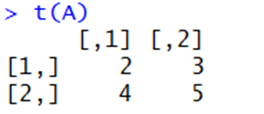 > t(A)
     [,1] [,2]
[1,]    2    3
[2,]    4    5